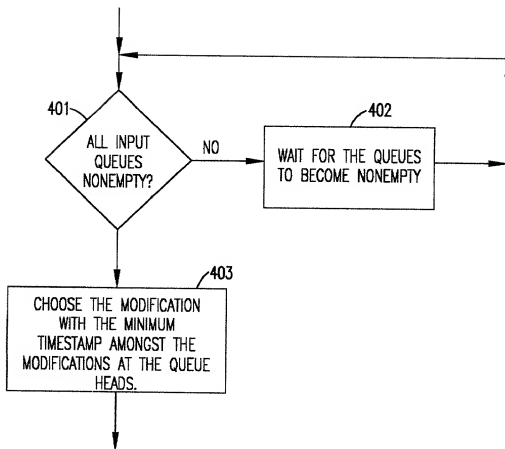 401
ALL INPUT
QUEUES
NONEMPTY?
NO
402
WAIT FOR THE QUEUES
TO BECOME NONEMPTY
403
CHOOSE THE MODIFICATION
WITH THE MINIMUM
TIMESTAMP AMONGST THE
MODIFICATIONS AT THE QUEUE
HEADS.